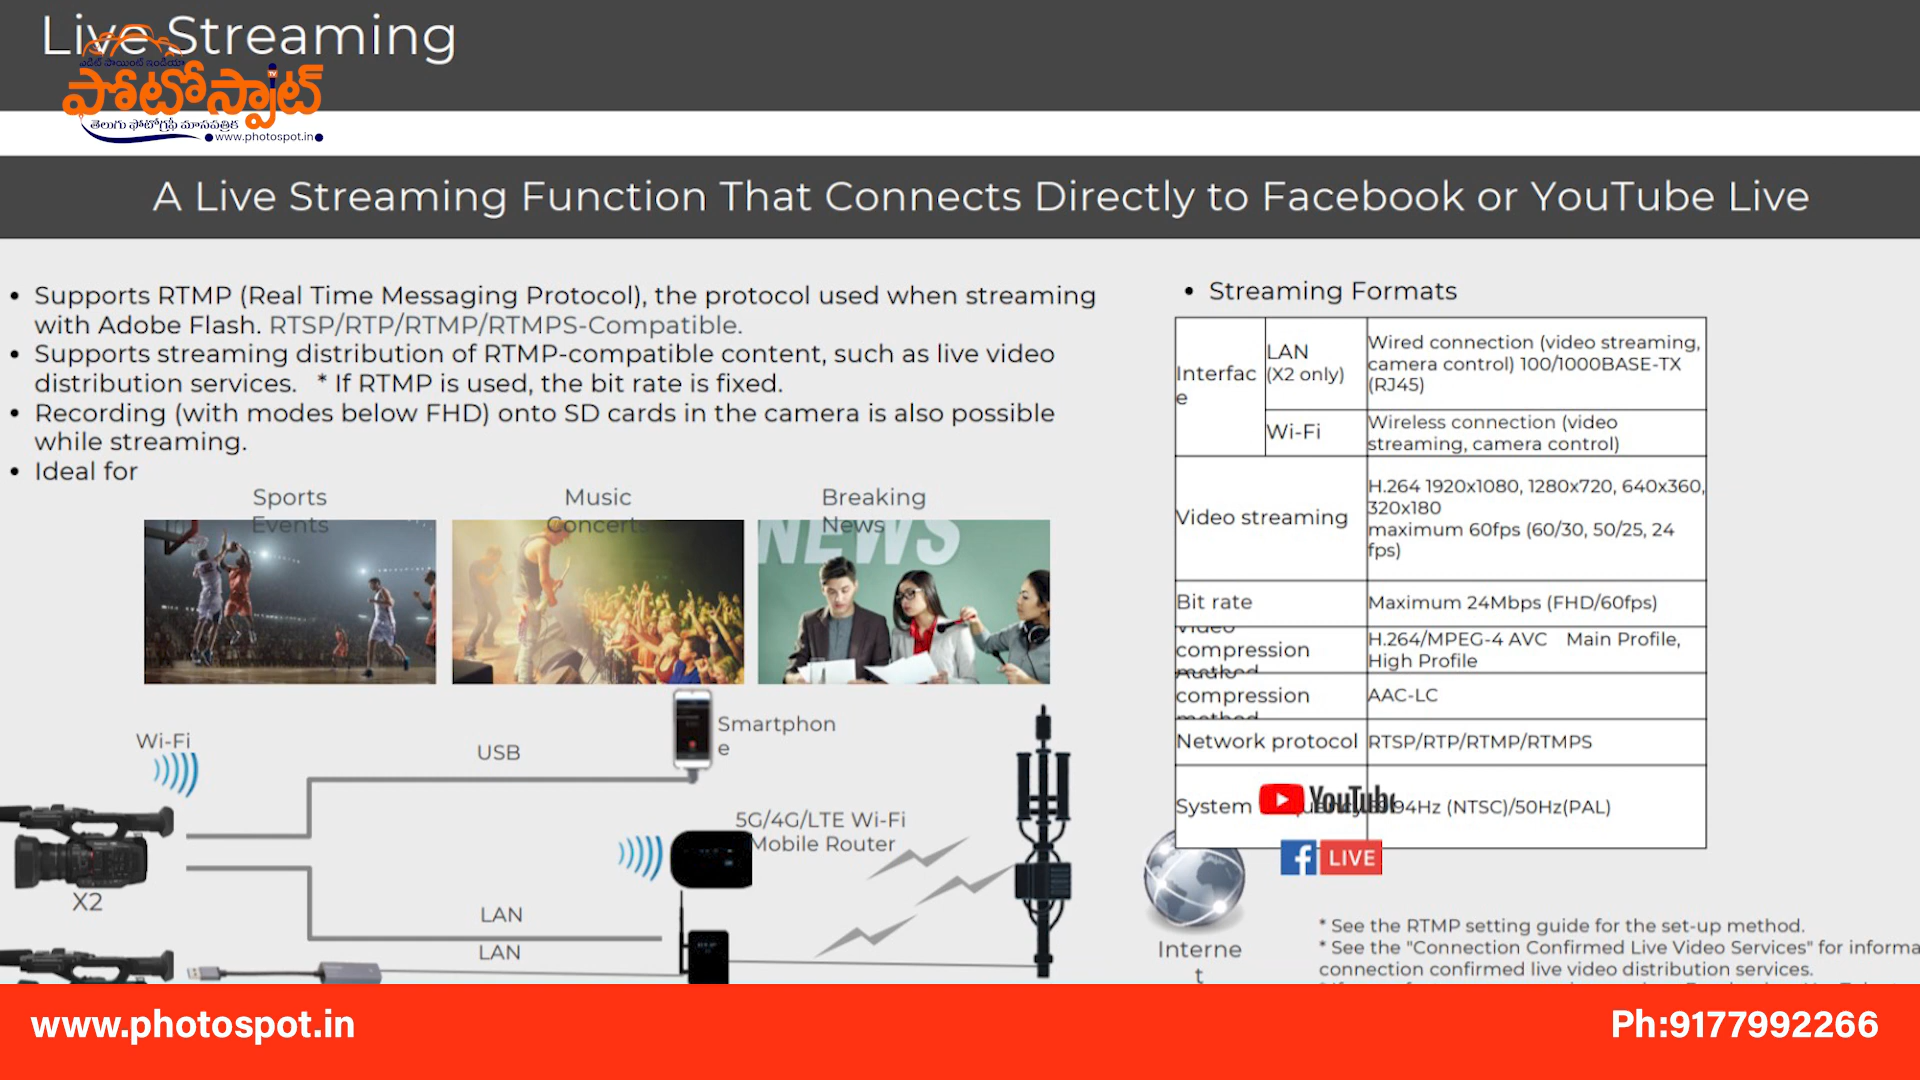 Live Streaming
ఎడిట్ పాయింట్ ఇండియా
ఫోటోస్పాట్
TV
తెలుగు ఫోటోగ్రఫీ మాసపత్రిక
www.photospot.in
A Live Streaming Function That Connects Directly to Facebook or YouTube Live
• Supports RTMP (Real Time Messaging Protocol), the protocol used when streaming
with Adobe Flash. RTSP/RTP/RTMP/RTMPS-Compatible.
• Supports streaming distribution of RTMP-compatible content, such as live video
distribution services. * If RTMP is used, the bit rate is fixed.
• Recording (with modes below FHD) onto SD cards in the camera is also possible
while streaming.
• Ideal for
Sports
Events
Music
Concerts
Breaking
News
NEWS
Wi-Fi
USB
Smartphon
e
5G/4G/LTE Wi-Fi
Mobile Router
X2
LAN
LAN
Interne
t
• Streaming Formats
Interfac
e
LAN
(X2 only)
Wired connection (video streaming,
camera control) 100/1000BASE-TX
(RJ45)
Wi-Fi
Wireless connection (video
streaming, camera control)
Video streaming
H.264 1920x1080, 1280x720, 640x360,
320x180
maximum 60fps (60/30, 50/25, 24
fps)
Bit rate
Maximum 24Mbps (FHD/60fps)
Video
compression
method
H.264/MPEG-4 AVC Main Profile,
High Profile
Audio
compression
method
AAC-LC
Network protocol
RTSP/RTP/RTMP/RTMPS
System
94Hz (NTSC)/50Hz(PAL)
YouTube
f LIVE
* See the RTMP setting guide for the set-up method.
* See the "Connection Confirmed Live Video Services" for informa
connection confirmed live video distribution services.
www.photospot.in
Ph:9177992266